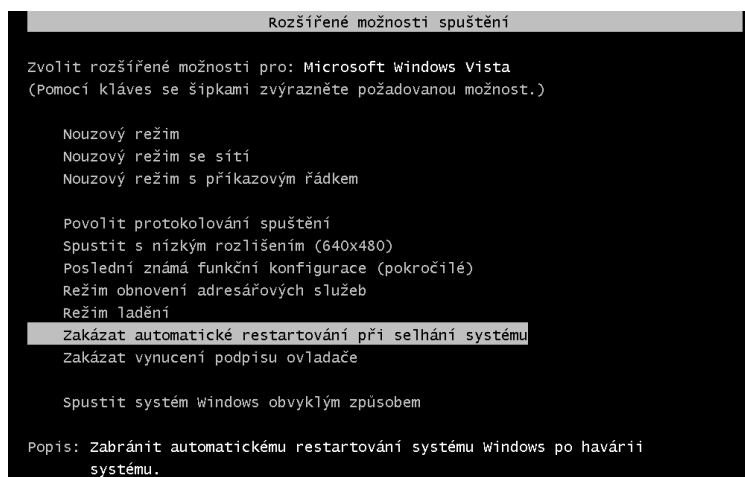 Rozšířené možnosti spuštění
Zvolit rozšířené možnosti pro: Microsoft Windows Vista
(Pomocí kláves se šipkami zvýrazněte požadovanou možnost.)
Nouzový režim
Nouzový režim se sítí
Nouzový režim s příkazovým řádkem
Povolit protokolování spuštění
Spustit s nízkým rozlišením (640x480)
Poslední známá funkční konfigurace (pokročilé)
Režim obnovení adresářových služeb
Režim ladění
Zakázat automatické restartování při selhání systému
Zakázat vynucení podpisu ovladače
Spustit systém Windows obvyklým způsobem
Popis: Zabránit automatickému restartování systému Windows po havárii
systému.